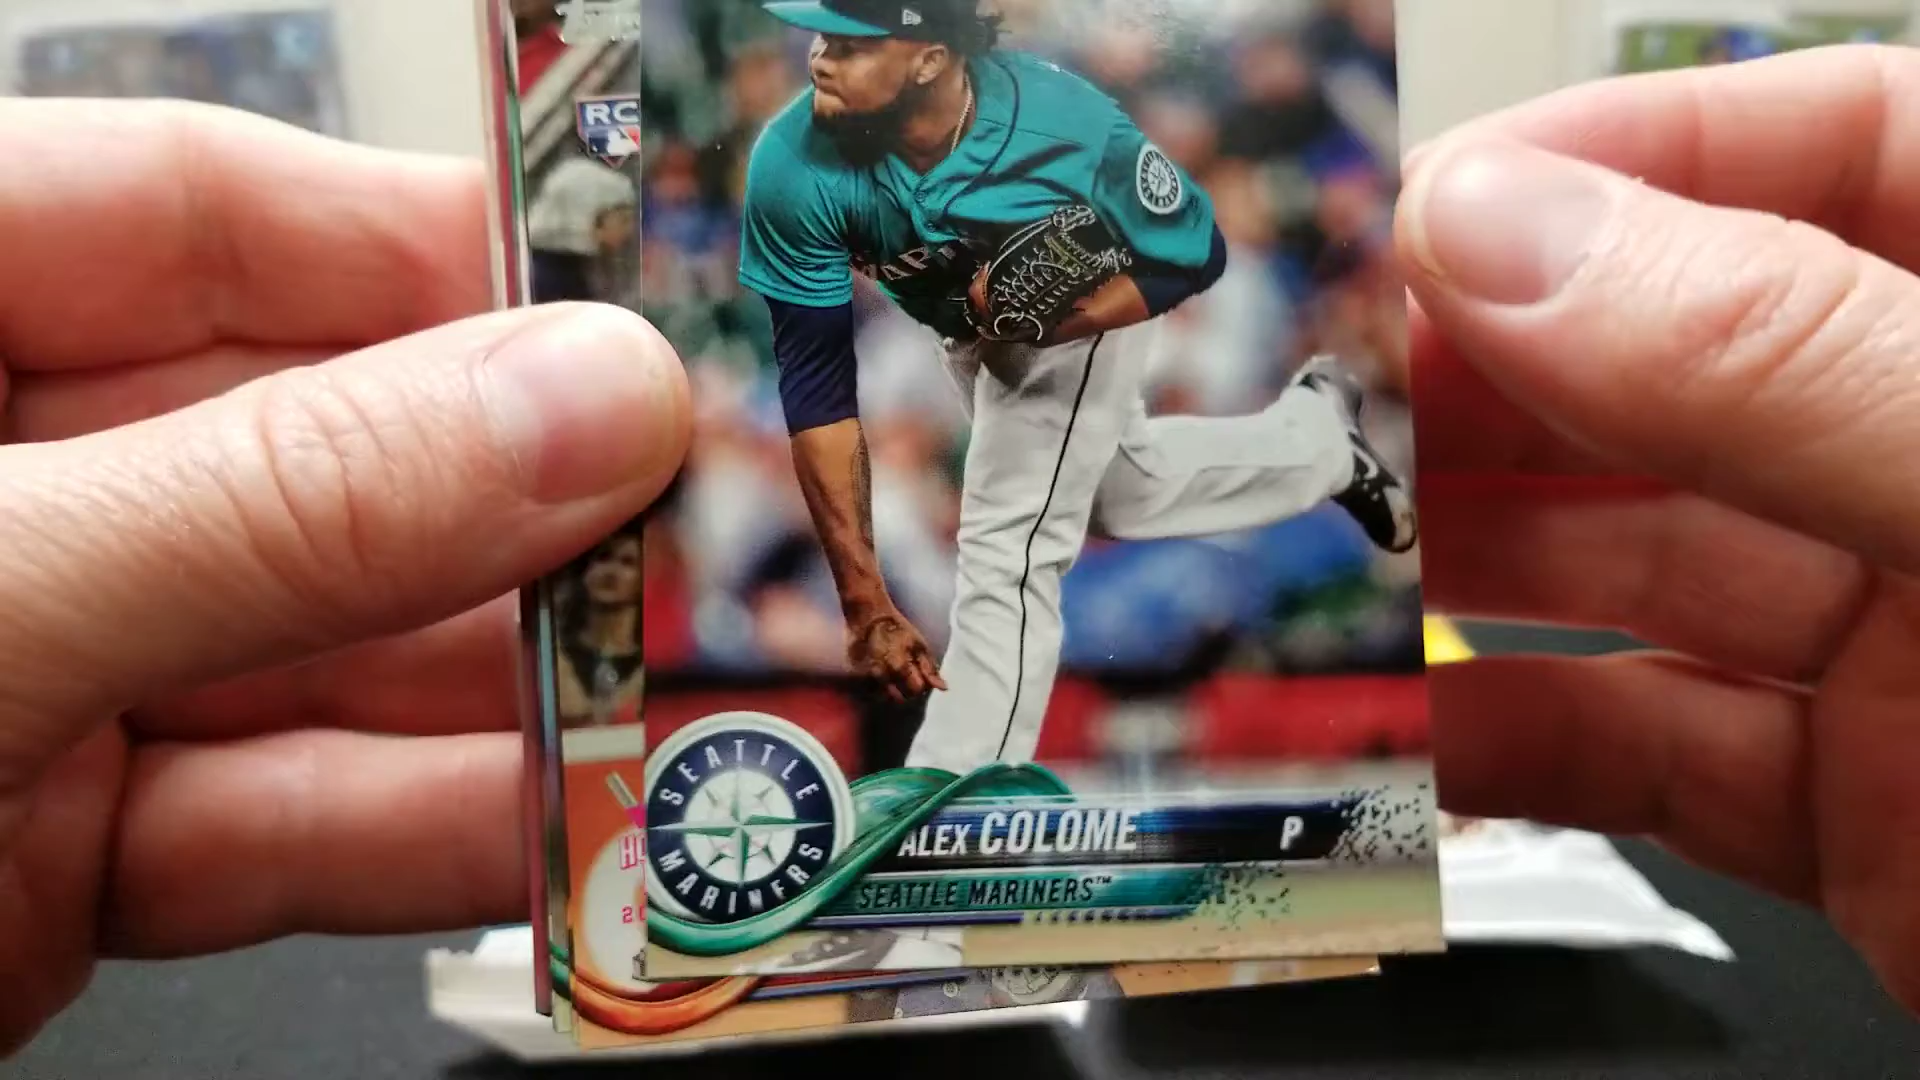 RC
SEATTLE
MARINERS
ALEX COLOME P
SEATTLE MARINERS™